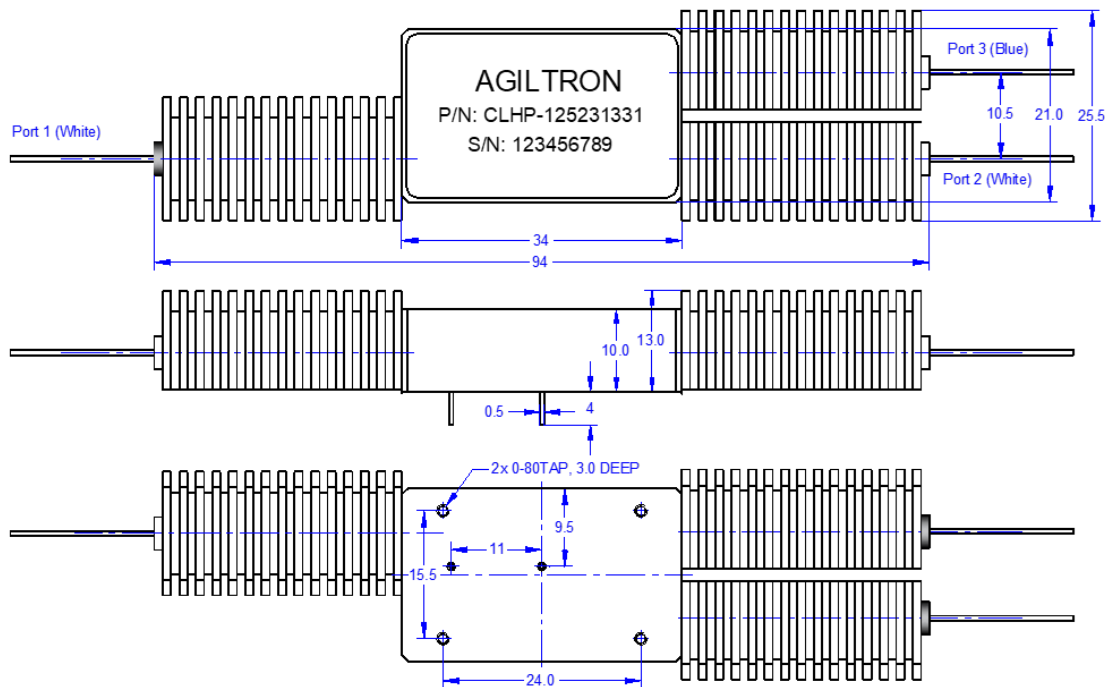 Port 1 (White)
AGILTRON
P/N: CLHP-125231331
S/N: 123456789
Port 3 (Blue)
10.5
21.0
25.5
Port 2 (White)
34
94
10.0
13.0
0.5
4
2x 0-80TAP, 3.0 DEEP
9.5
11
15.5
24.0